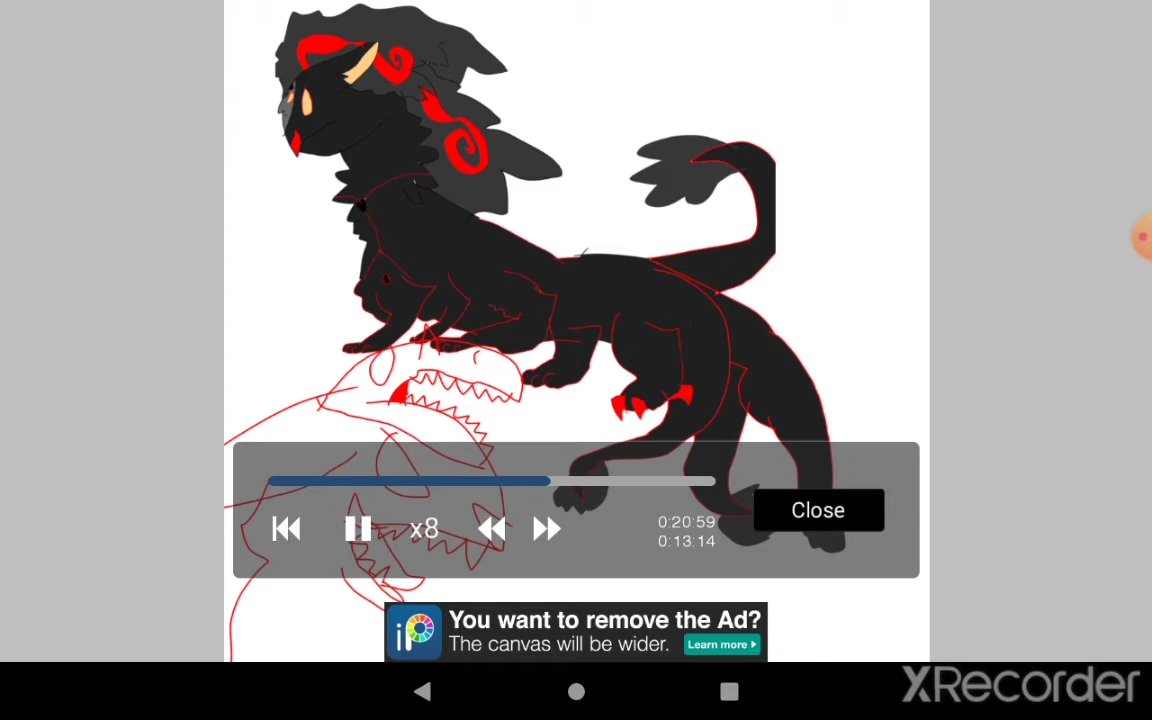 x8
0:20:59
0:13:14
Close
iP
You want to remove the Ad?
The canvas will be wider.
Learn more
XRecorder